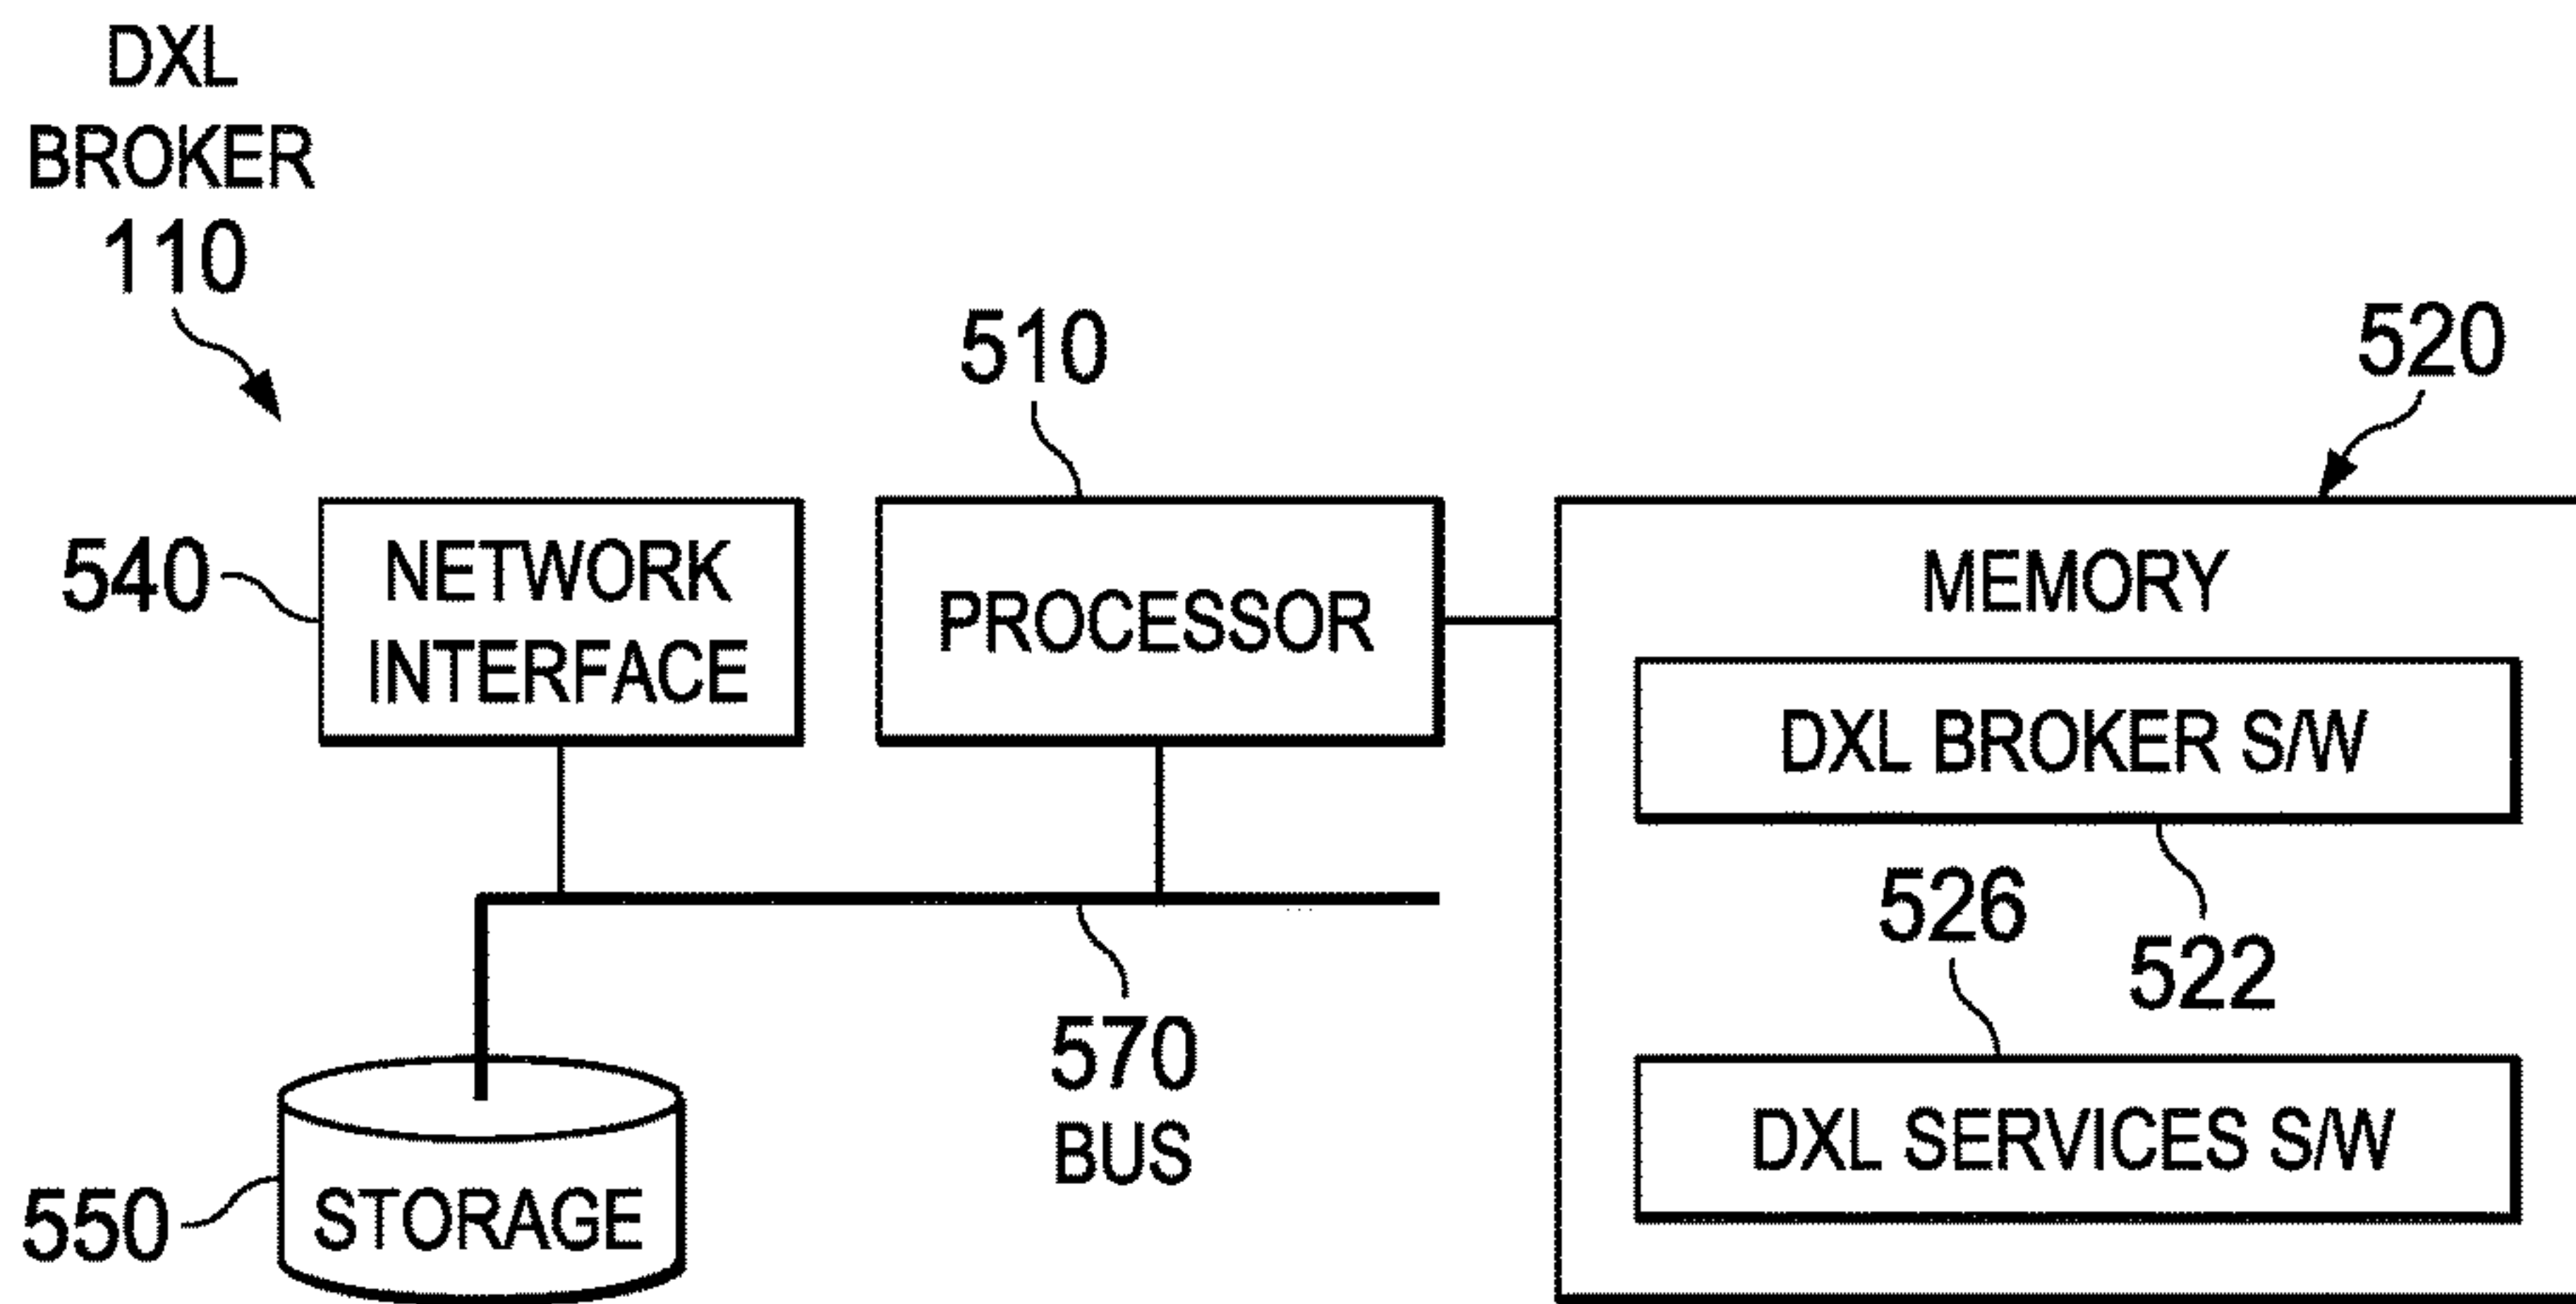 DXL
BROKER
110
510
520
540
NETWORK
INTERFACE
PROCESSOR
MEMORY
DXL BROKER S/W
526
522
570
BUS
DXL SERVICES S/W
550
STORAGE